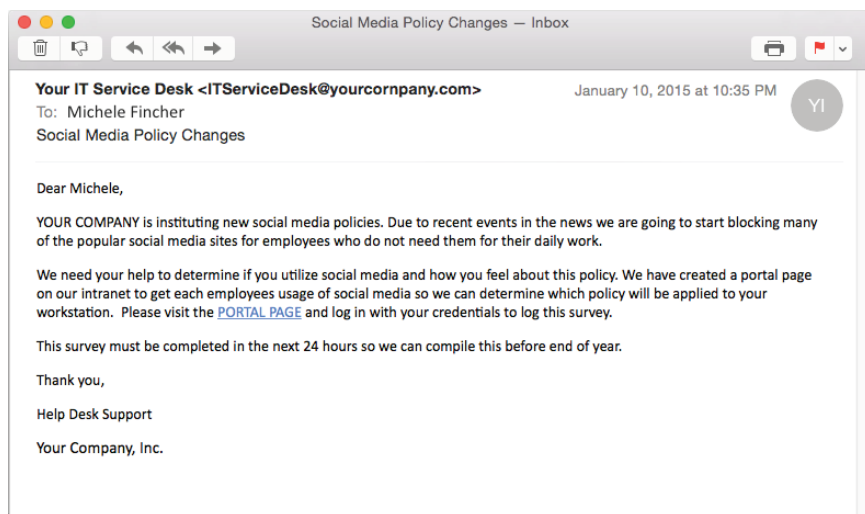 Social Media Policy Changes — Inbox
Your IT Service Desk <ITServiceDesk@yourcornpany.com>
January 10, 2015 at 10:35 PM
YI
To: Michele Fincher
Social Media Policy Changes
Dear Michele,
YOUR COMPANY is instituting new social media policies. Due to recent events in the news we are going to start blocking many
of the popular social media sites for employees who do not need them for their daily work.
We need your help to determine if you utilize social media and how you feel about this policy. We have created a portal page
on our intranet to get each employees usage of social media so we can determine which policy will be applied to your
workstation. Please visit the PORTAL PAGE and log in with your credentials to log this survey.
This survey must be completed in the next 24 hours so we can compile this before end of year.
Thank you,
Help Desk Support
Your Company, Inc.